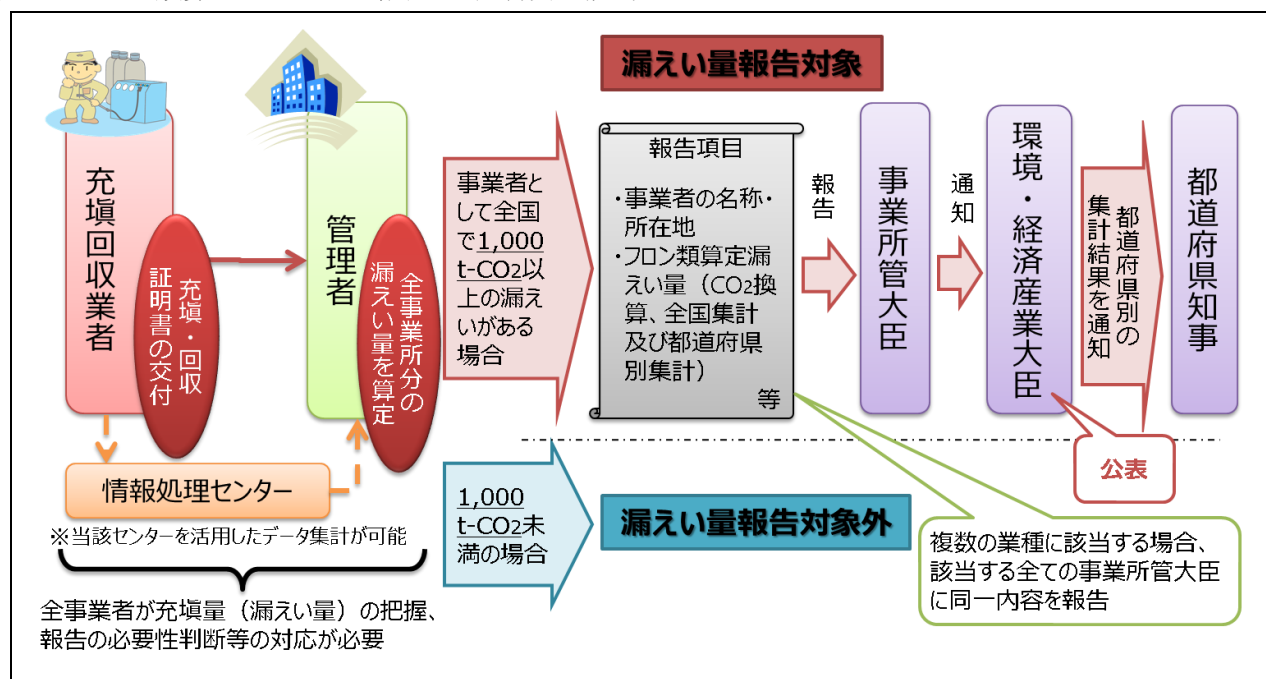 充塡回収業者
充塡・回収
証明書の交付
管理者
全事業所分の
漏えい量を算定
情報処理センター
※当該センターを活用したデータ集計が可能
全事業者が充塡量（漏えい量）の把握、
報告の必要性判断等の対応が必要
事業者と
して全国
で1,000
t-CO2以
上の漏え
いがある
場合
漏えい量報告対象
報告項目
・事業者の名称・
所在地
・フロン類算定漏
えい量（CO2換
算、全国集計
及び都道府県
別集計）
等
報告
事業所管大臣
通知
環境・経済産業大臣
公表
都道府県別の
集計結果を通知
都道府県知事
1,000
t-CO2未
満の場合
漏えい量報告対象外
複数の業種に該当する場合、
該当する全ての事業所管大臣
に同一内容を報告